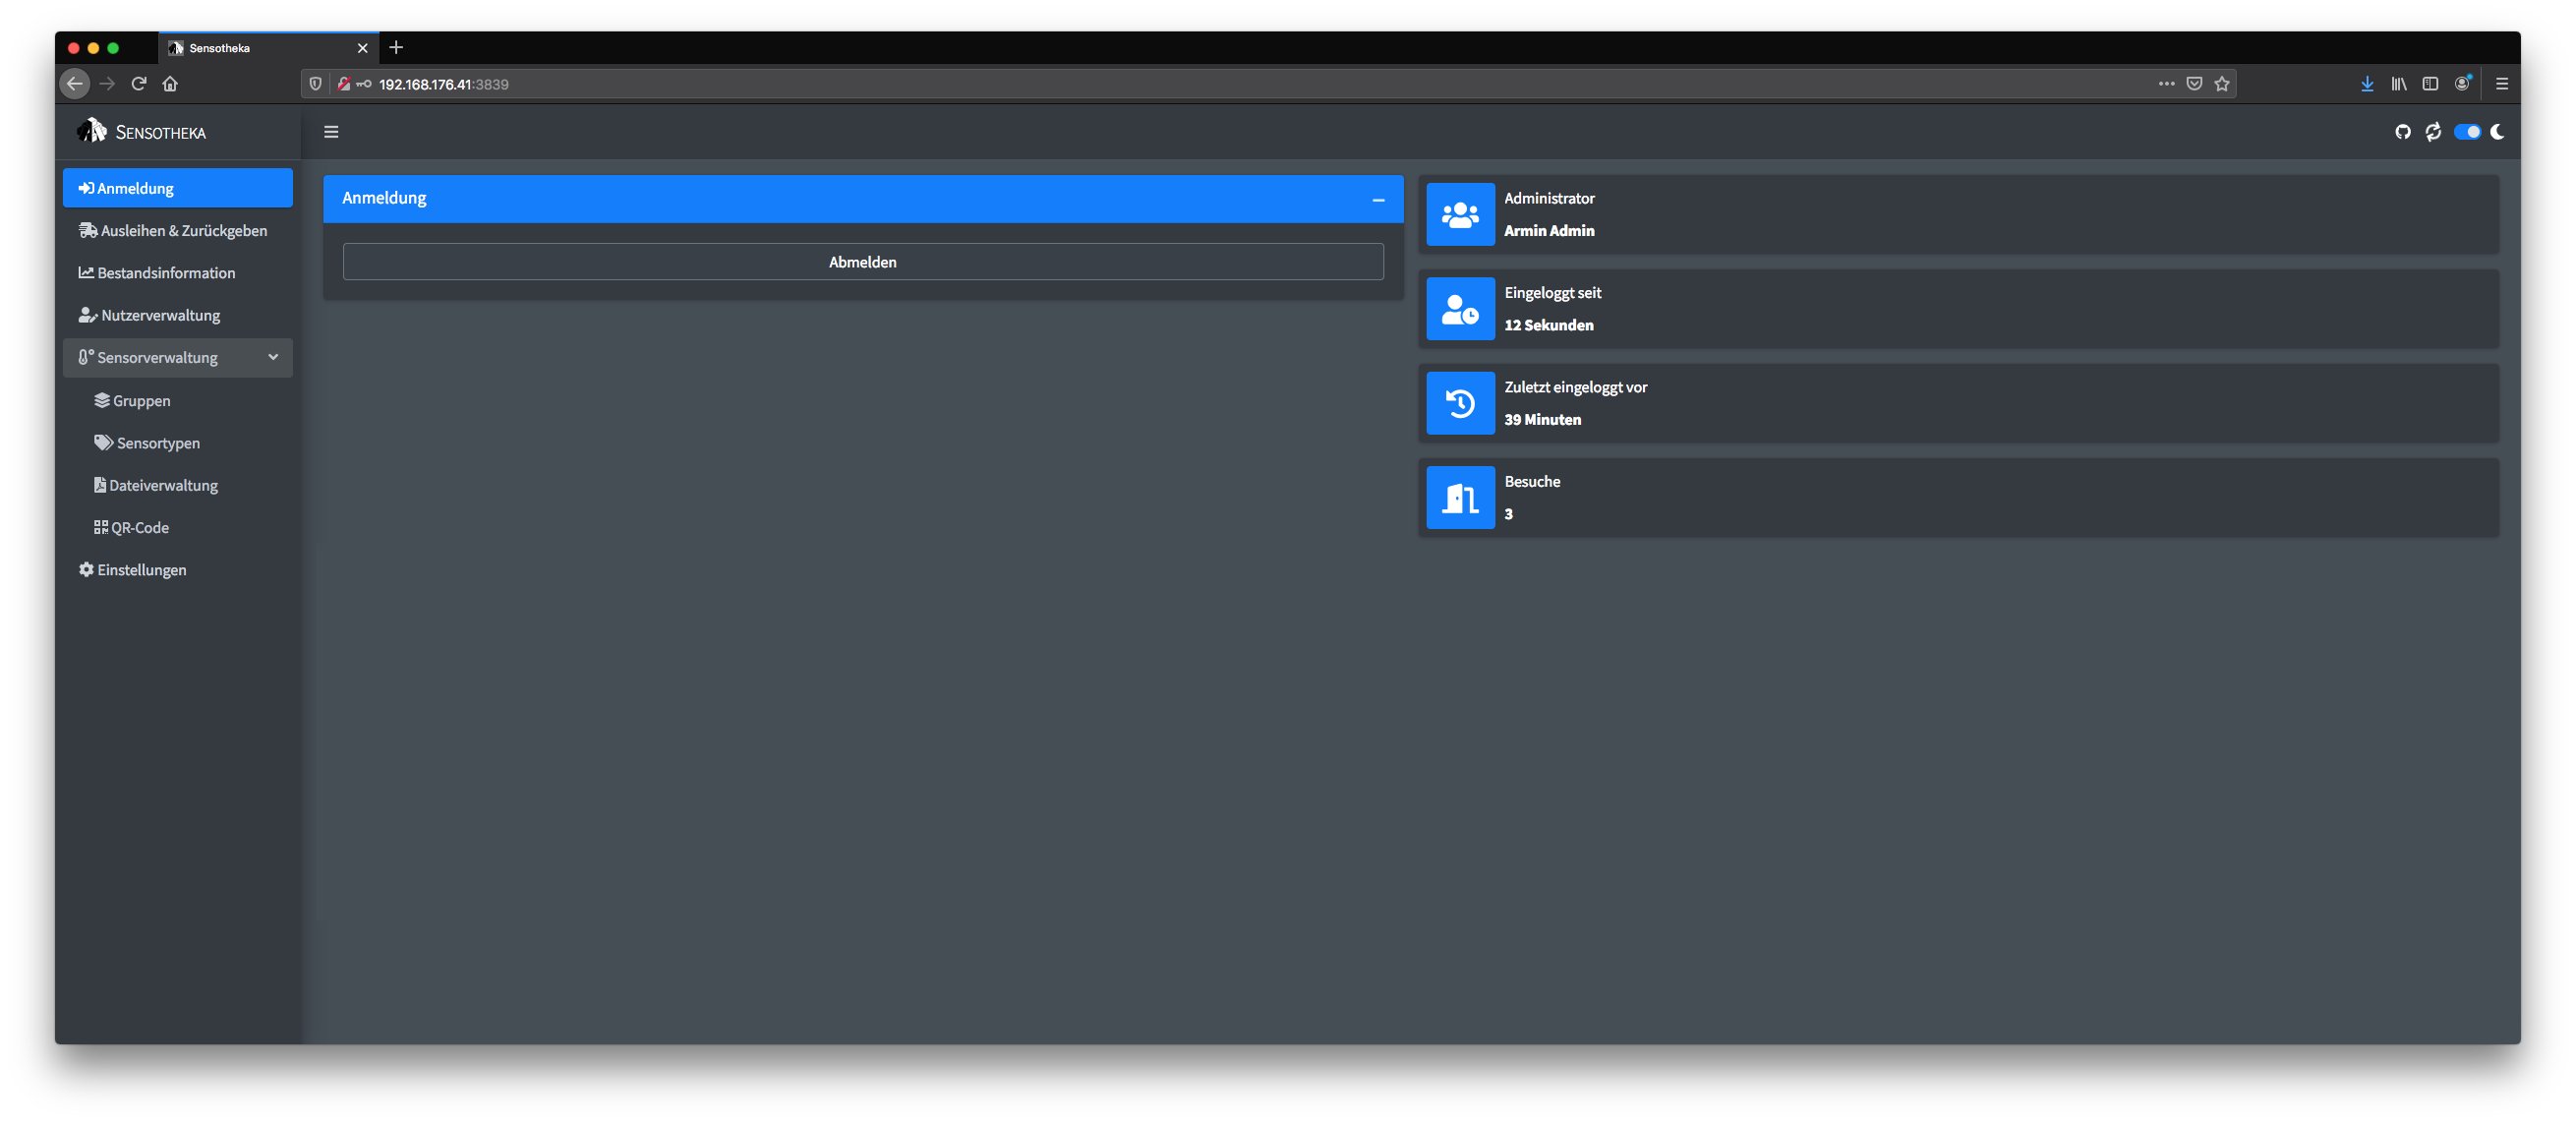 Sensotheka
192.168.176.41:3839
SENSOTHEKA
Anmeldung
Ausleihen & Zurückgeben
Bestandsinformation
Nutzerverwaltung
Sensorverwaltung
Gruppen
Sensortypen
Dateiverwaltung
QR-Code
Einstellungen
Anmeldung
Abmelden
Administrator
Armin Admin
Eingeloggt seit
12 Sekunden
Zuletzt eingeloggt vor
39 Minuten
Besuche
3